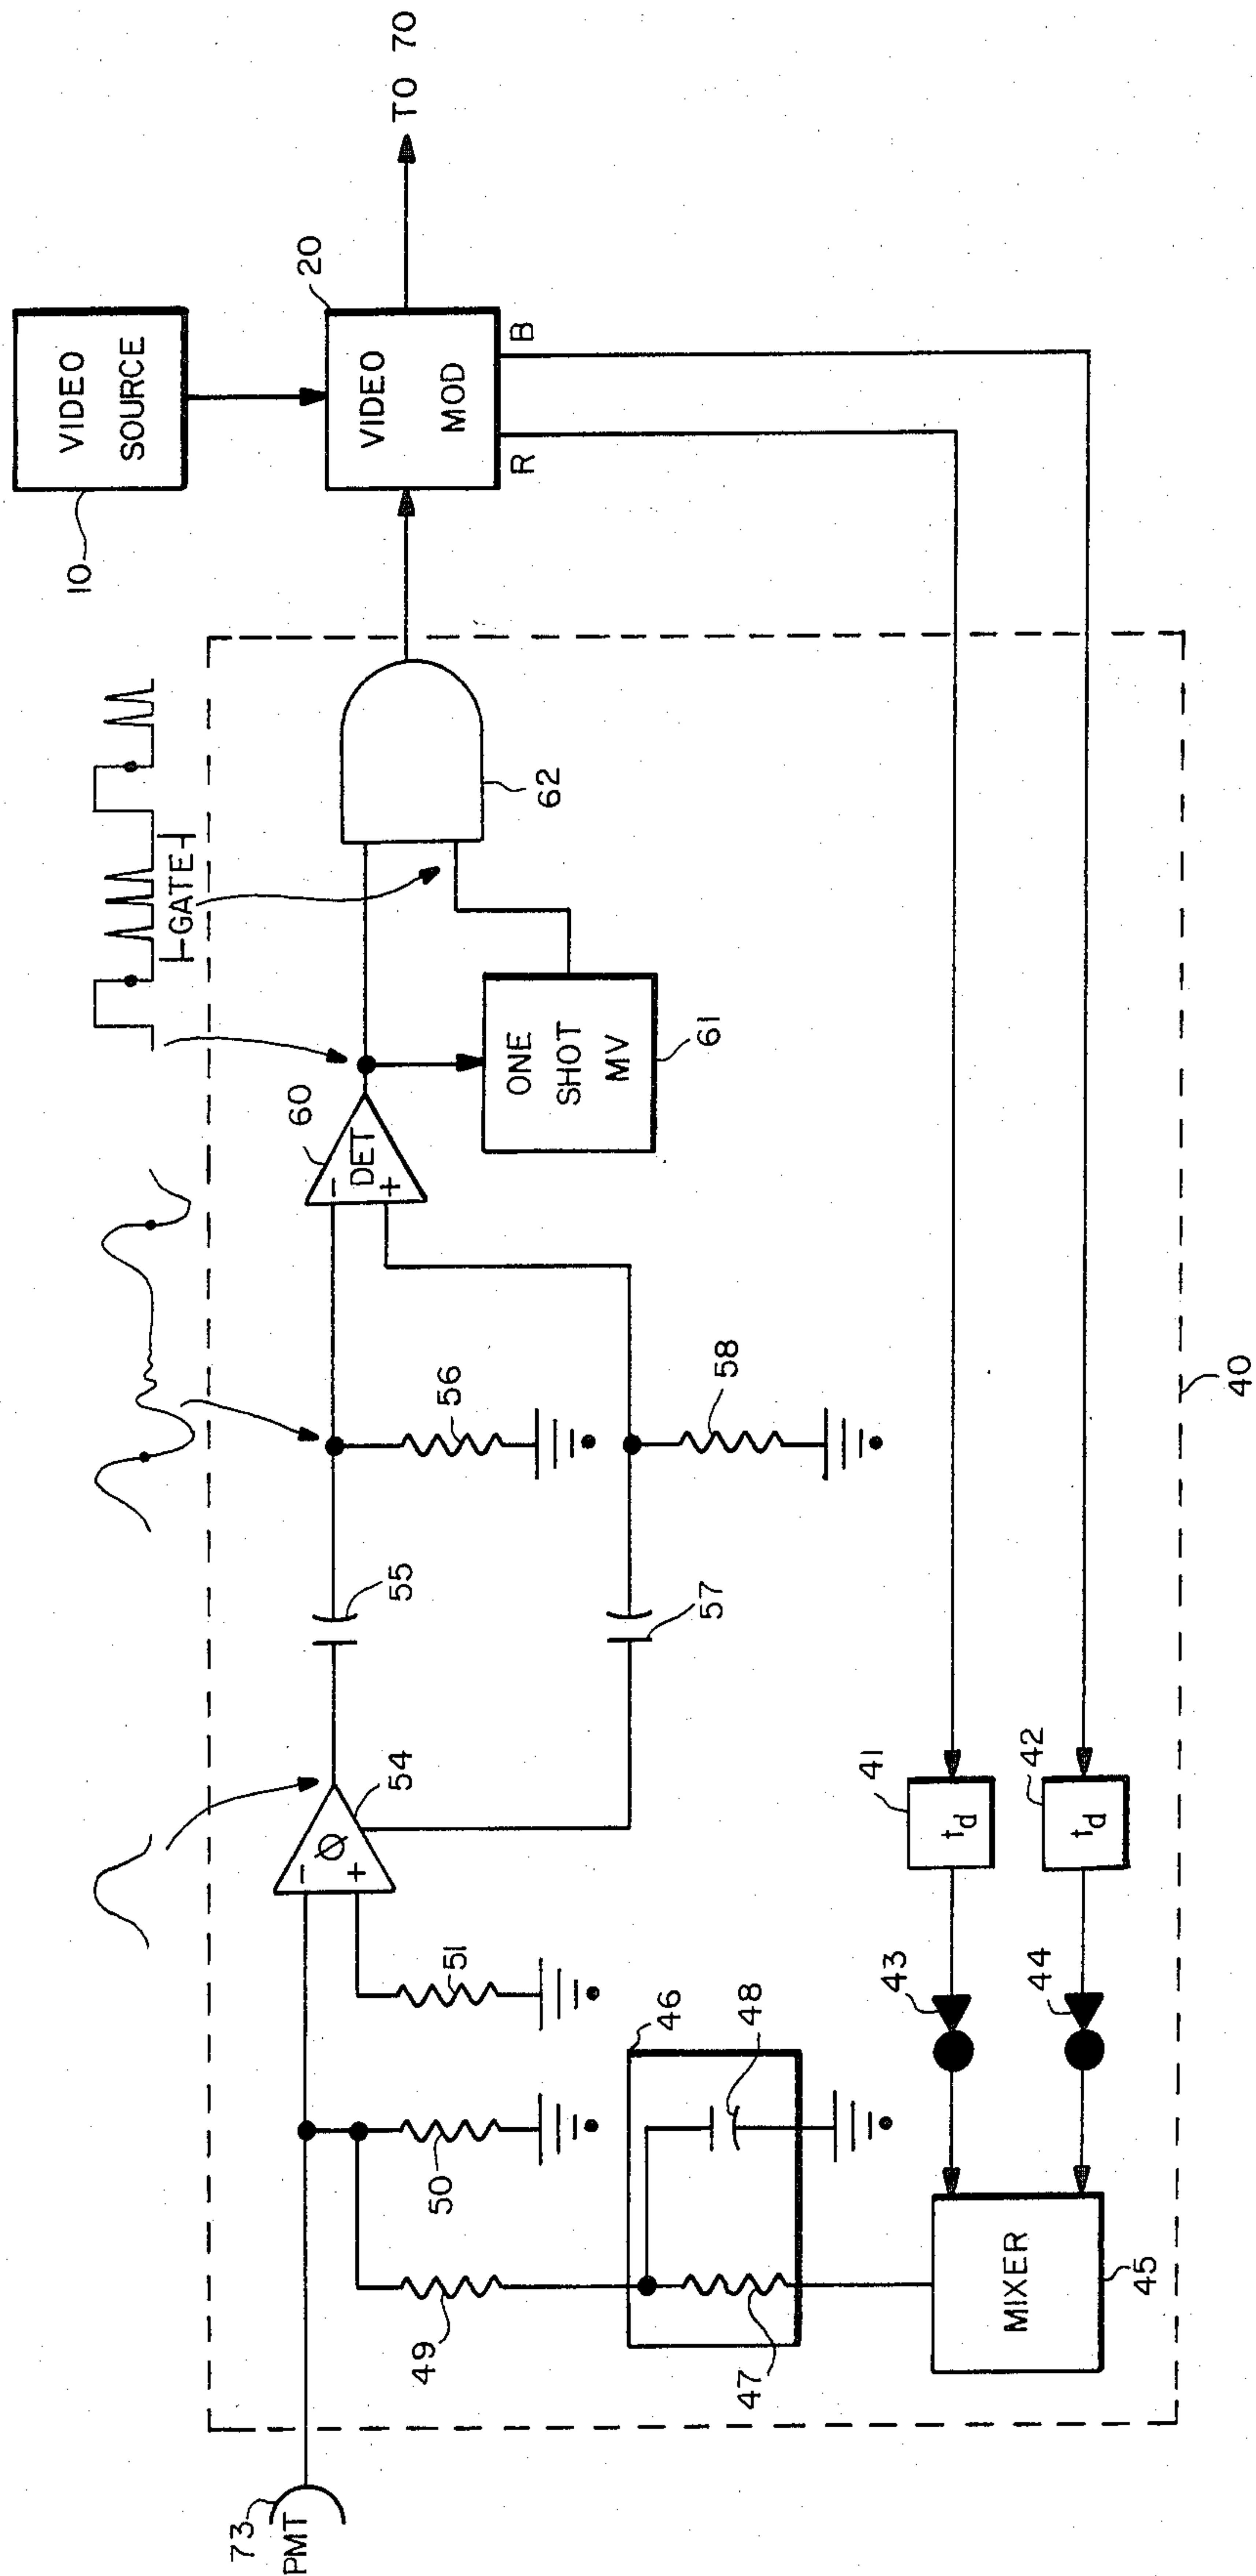 VIDEO
SOURCE
10
20
VIDEO
MOD
R
B
TO 70
GATE
62
60
DET
-
+
ONE
SHOT
MV
61
56
58
55
57
54
Ø
-
+
51
50
49
46
48
47
73
PMT
41
td
42
td
43
44
MIXER
45
40